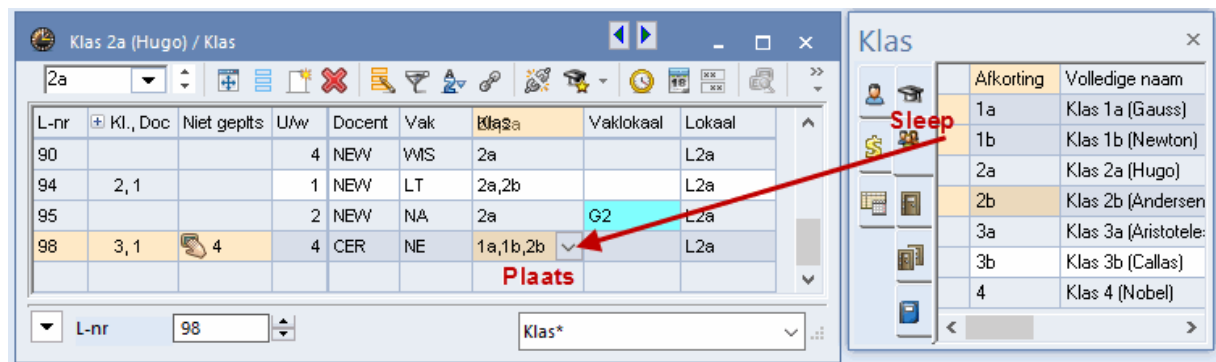 Klas 2a (Hugo) / Klas
2a
L-nr Kl., Doc Niet geplts U/w Docent Vak Vaklokaal Lokaal
90 4 NEW WIS 2a L2a
94 2, 1 1 NEW LT 2a,2b L2a
95 2 NEW NA 2a G2 L2a
98 3, 1 4 4 CER NE 1a,1b,2b L2a
Plaats
L-nr 98 Klas*
Klas
Afkorting Volledige naam
1a Klas 1a (Gauss)
Sleep
1b Klas 1b (Newton)
2a Klas 2a (Hugo)
2b Klas 2b (Andersen
3a Klas 3a (Aristotele
3b Klas 3b (Callas)
4 Klas 4 (Nobel)